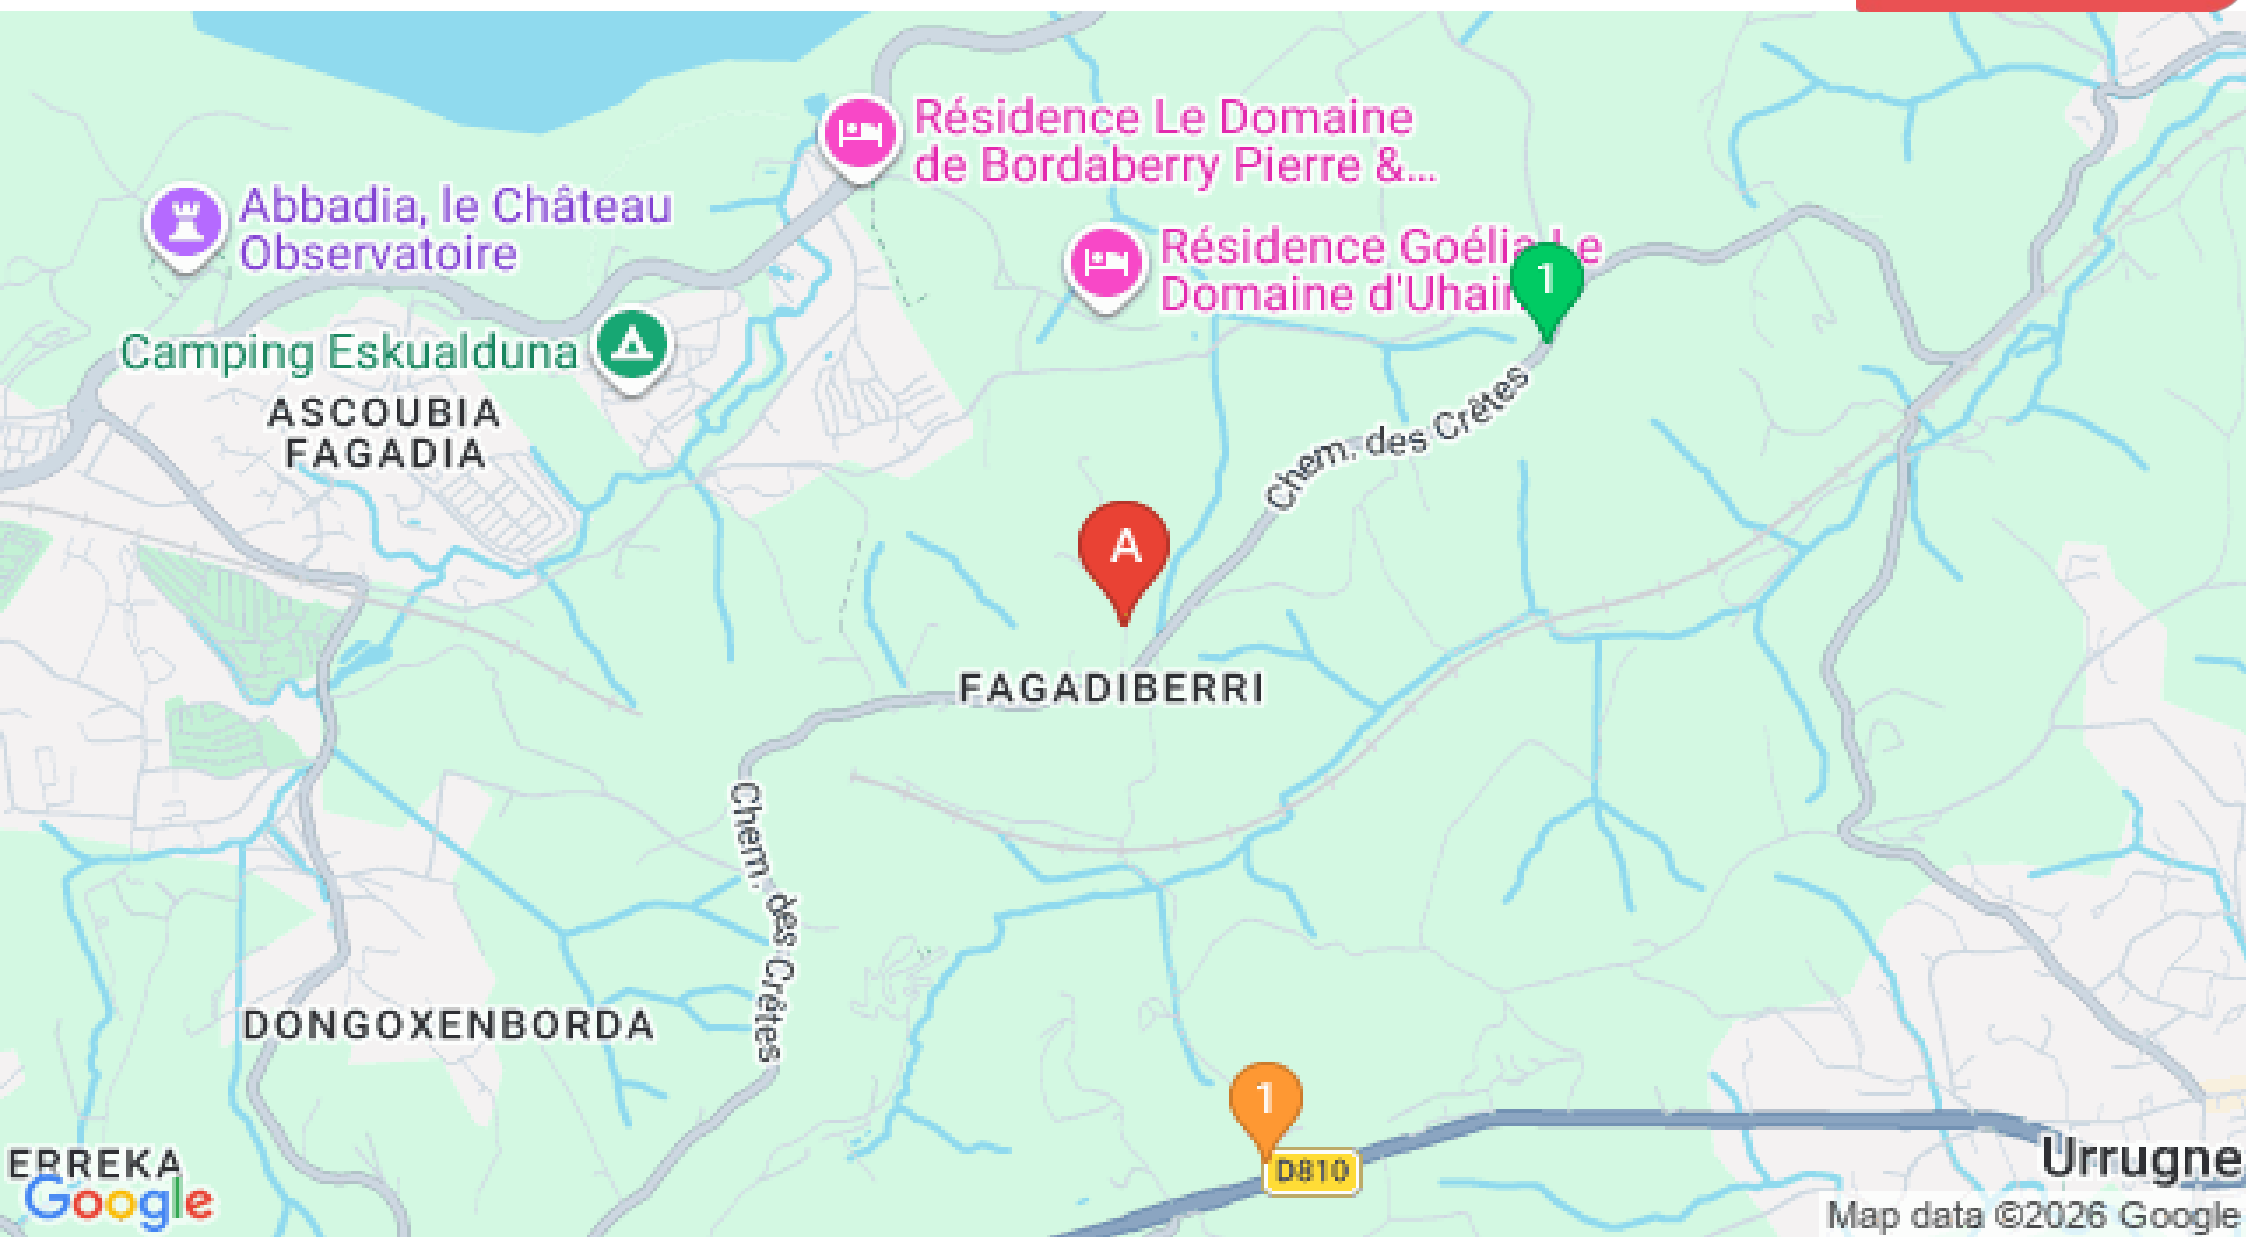 Résidence Le Domaine
de Bordaberry Pierre &...
Abbadia, le Château
Observatoire
Résidence Goélia Le
Domaine d'Uhain
1
Camping Eskualduna
ASCOUBIA
FAGADIA
Chem. des Crêtes
A
FAGADIBERRI
Chem. des Crêtes
DONGOXENBORDA
1
D810
Urrugne
ERREKA
Google
Map data ©2026 Google